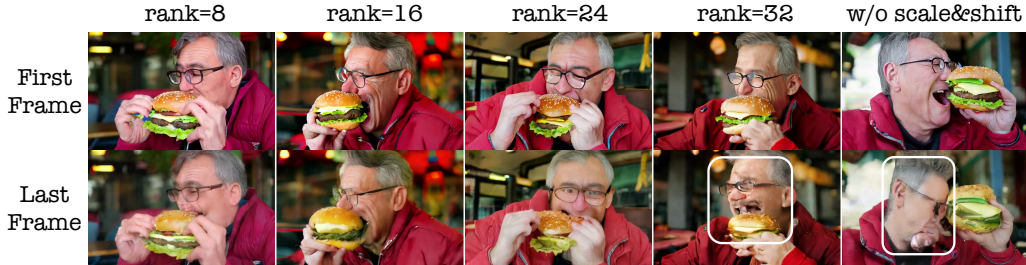 rank=8 rank=16 rank=24 rank=32 w/o scale&shift
First
Frame
Last
Frame